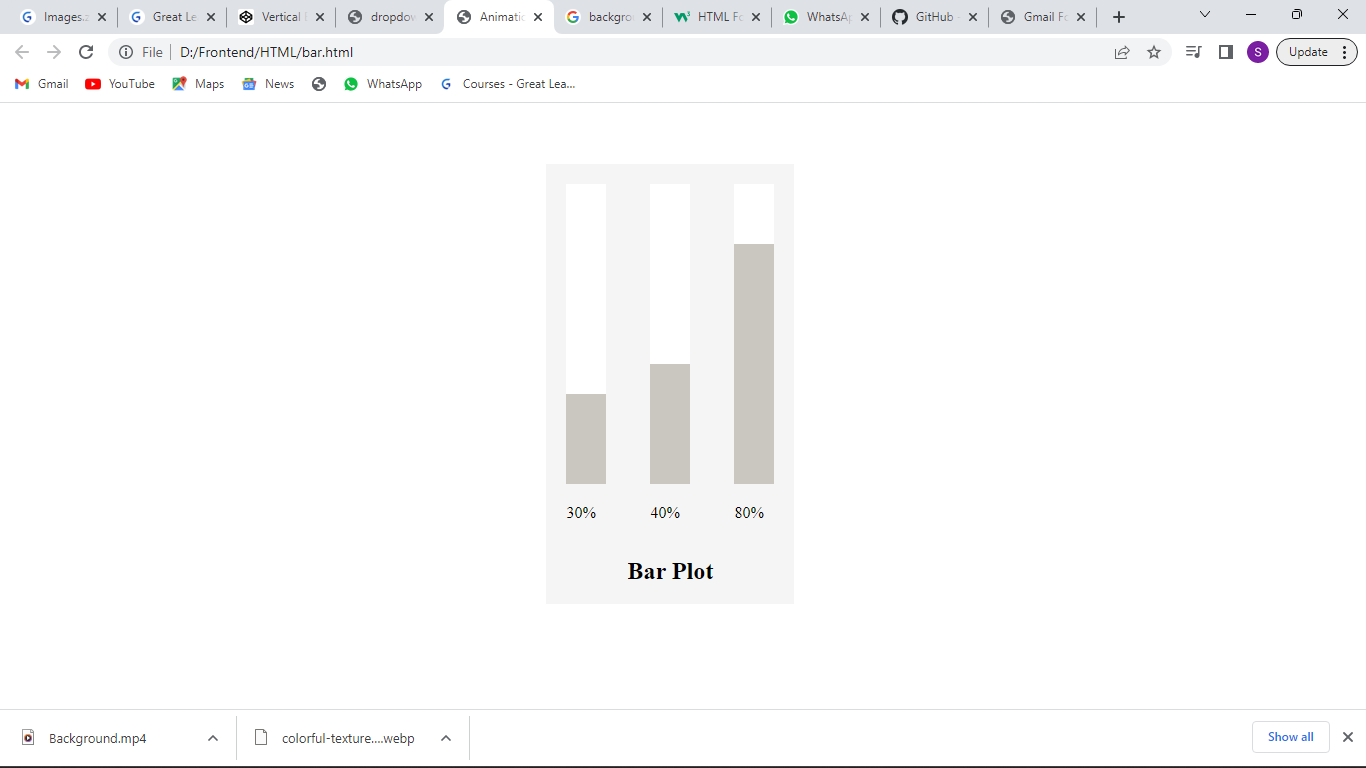 Images.z
Great Le
Vertical
dropdow
Animatic
backgro
HTML Fo
WhatsAp
GitHub
Gmail Fo
File D:/Frontend/HTML/bar.html S Update
Gmail YouTube Maps News WhatsApp Courses - Great Lea...
30% 40% 80%
Bar Plot
Background.mp4 colorful-texture....webp Show all